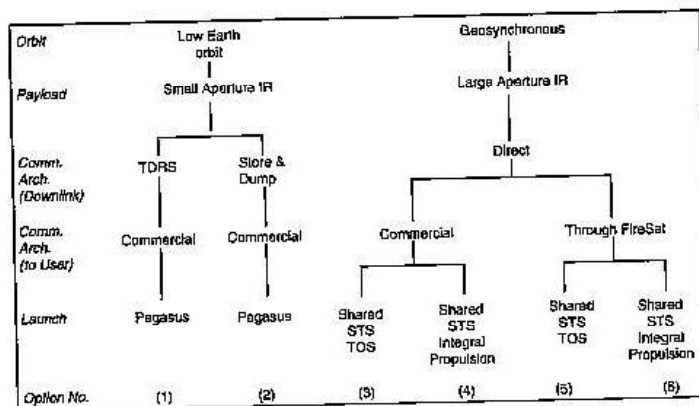 Orbit
Low Earth
orbit
Geosynchronous
Payload
Small Aperture IR
Large Aperture IR
Comm.
Arch.
(Downlink)
TDRS
Store &
Dump
Direct
Comm.
Arch.
(to User)
Commercial
Commercial
Commercial
Through FireSat
Launch
Pegasus
Pegasus
Shared
STS
TOS
Shared
STS
Integral
Propulsion
Shared
STS
TOS
Shared
STS
Integral
Propulsion
Option No.
(1)
(2)
(3)
(4)
(5)
(6)